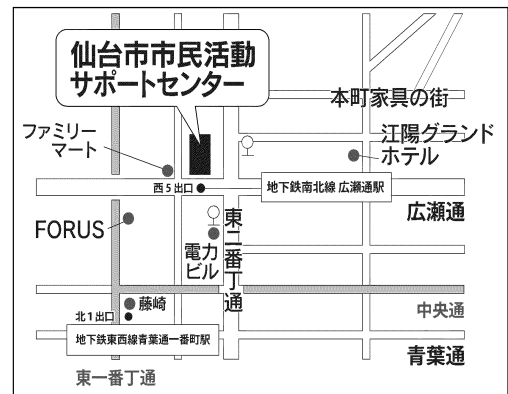 仙台市市民活動
サポートセンター
本町家具の街
ファミリー
マート
江陽グランド
ホテル
西5出口
地下鉄南北線 広瀬通駅
広瀬通
FORUS
東二番丁通
電力
ビル
藤崎
中央通
北1出口
地下鉄東西線青葉通一番町駅
青葉通
東一番丁通